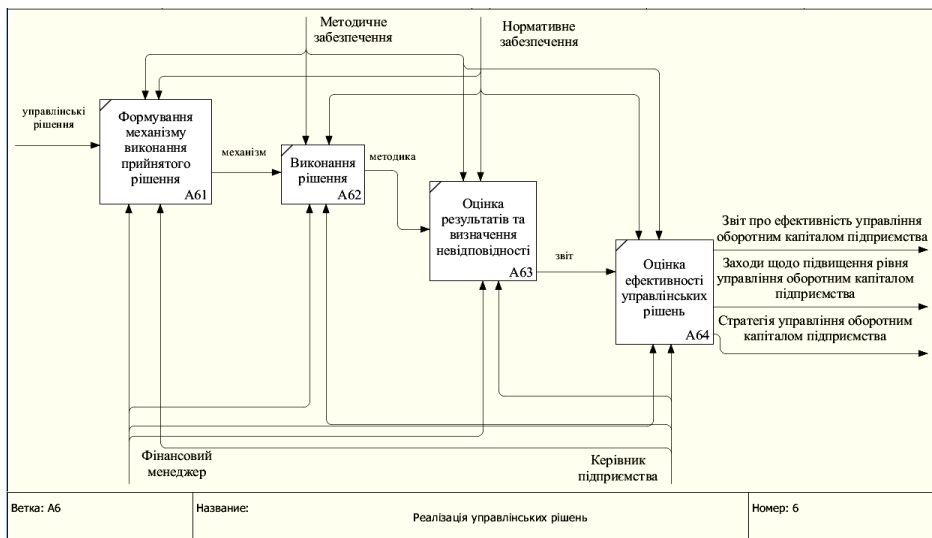 Методичне
забезпечення
Нормативне
забезпечення
управлінські
рішення
Формування
механізму
виконання
прийнятого
рішення
A61
механізм
Виконання
рішення
A62
методика
Оцінка
результатів та
визначення
невідповідності
A63
звіт
Оцінка
ефективності
управлінських
рішень
A64
Звіт про ефективність управління
оборотним капіталом підприємства
Заходи щодо підвищення рівня
управління оборотним капіталом
підприємства
Стратегія управління оборотним
капіталом підприємства
Фінансовий
менеджер
Керівник
підприємства
Ветка: A6
Название:
Реалізація управлінських рішень
Номер: 6